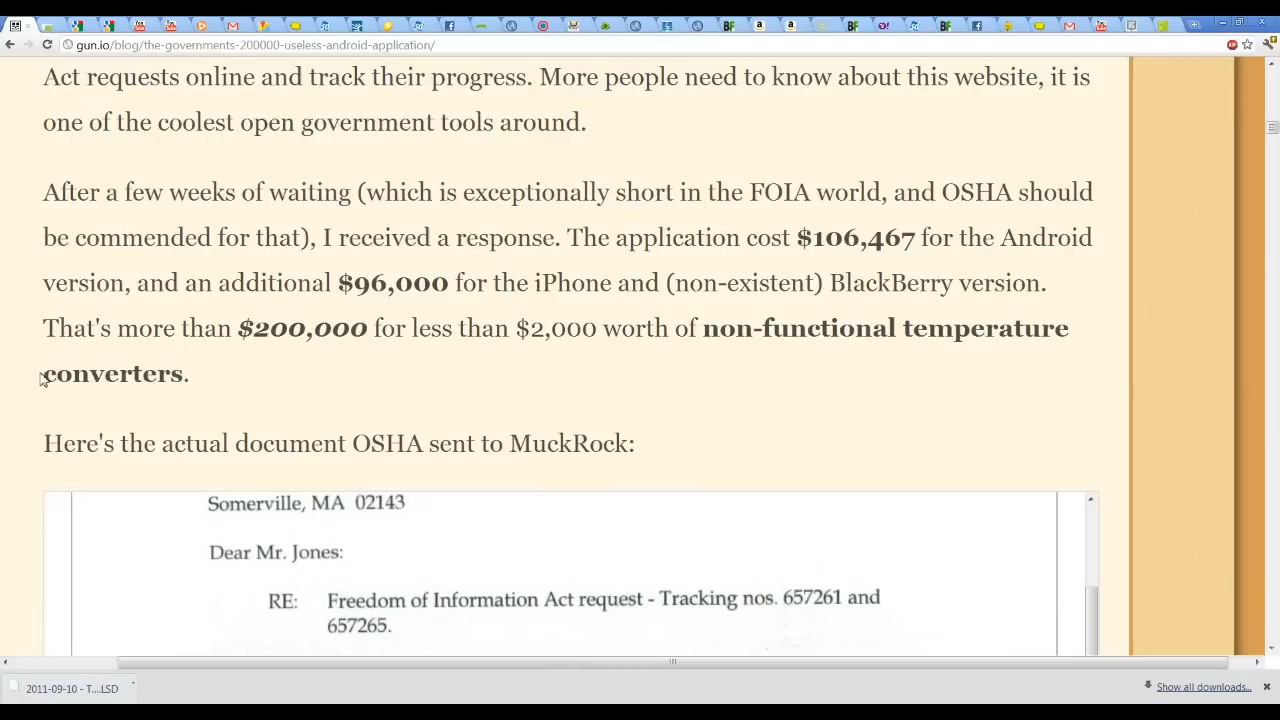 gun.io/blog/the-governments-200000-useless-android-application/
Act requests online and track their progress. More people need to know about this website, it is
one of the coolest open government tools around.
After a few weeks of waiting (which is exceptionally short in the FOIA world, and OSHA should
be commended for that), I received a response. The application cost $106,467 for the Android
version, and an additional $96,000 for the iPhone and (non-existent) BlackBerry version.
That's more than $200,000 for less than $2,000 worth of non-functional temperature
converters.
Here's the actual document OSHA sent to MuckRock:
Somerville, MA 02143
Dear Mr. Jones:
RE: Freedom of Information Act request - Tracking nos. 657261 and
657265.
2011-09-10 - T....LSD
Show all downloads...